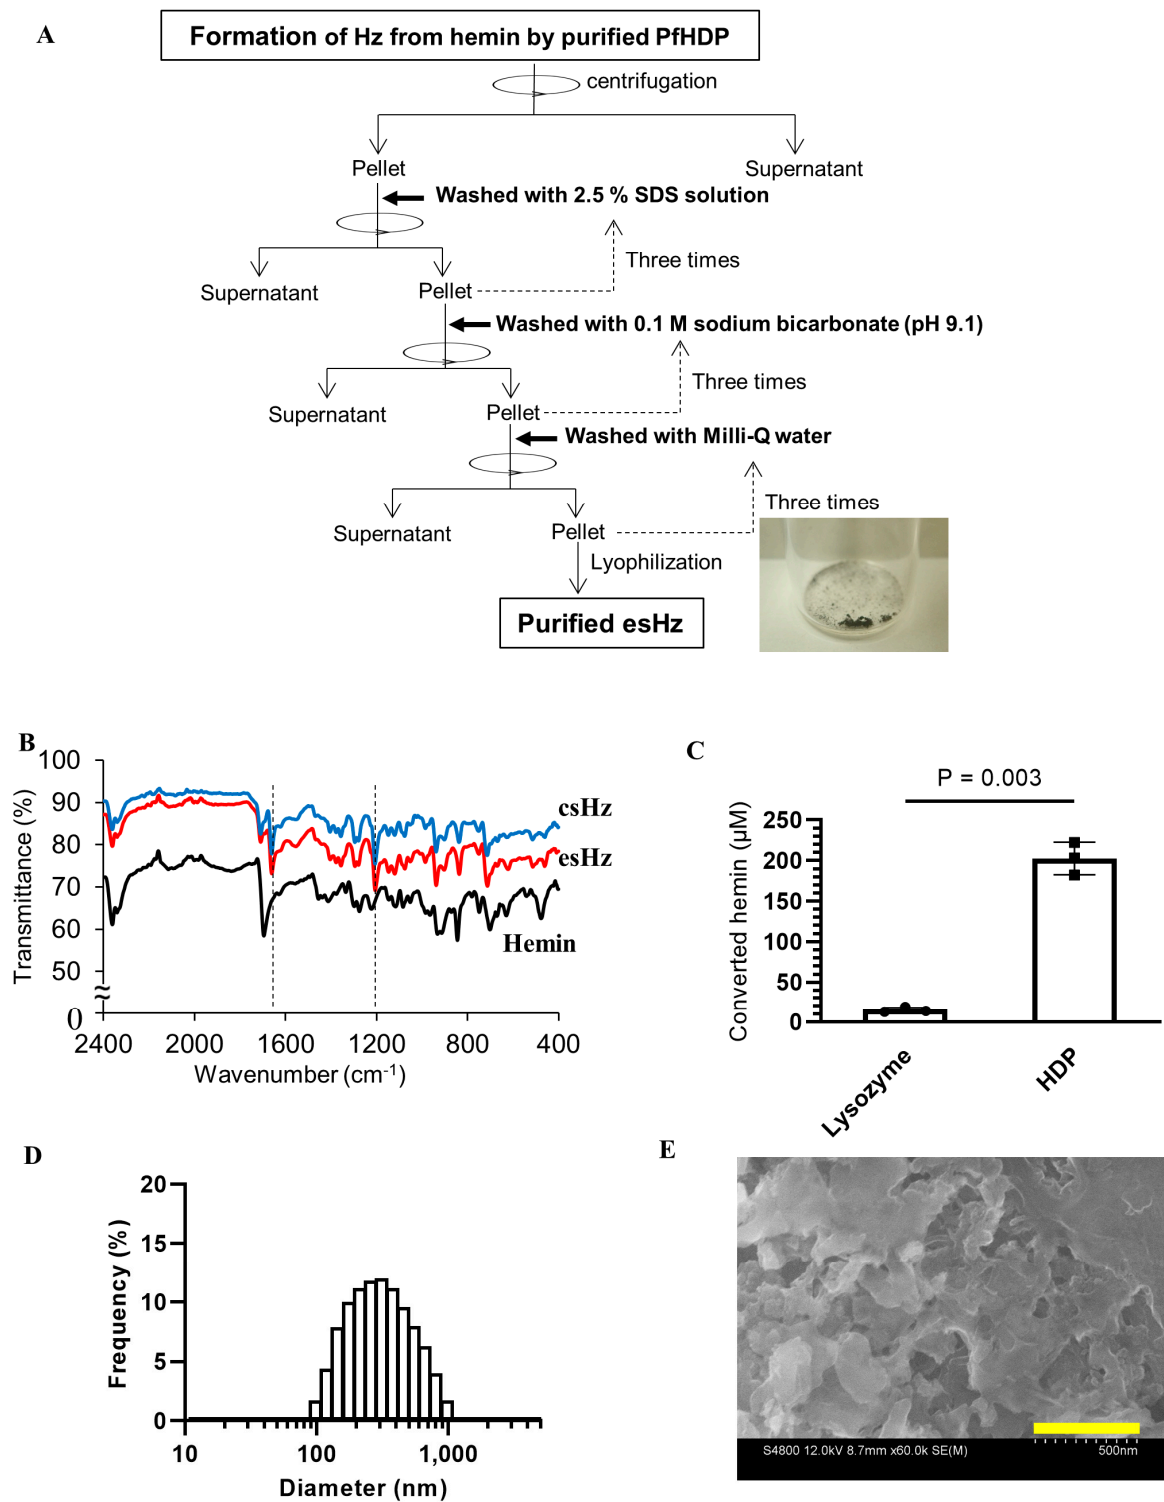 A
Formation of Hz from hemin by purified PfHDP
centrifugation
Pellet
Supernatant
Washed with 2.5 % SDS solution
Three times
Supernatant
Pellet
Washed with 0.1 M sodium bicarbonate (pH 9.1)
Three times
Supernatant
Pellet
Washed with Milli-Q water
Three times
Supernatant
Pellet
Lyophilization
Purified esHz
B
Transmittance (%)
100
90
80
70
60
50
≈
0
csHz
esHz
Hemin
2400 2000 1600 1200 800 400
Wavenumber (cm-1)
C
P = 0.003
Converted hemin (µM)
250
200
150
100
50
0
Lysozyme
HDP
D
Frequency (%)
20
15
10
5
0
10 100 1,000
Diameter (nm)
E
S4800 12.0kV 8.7mm x60.0k SE(M)
500nm